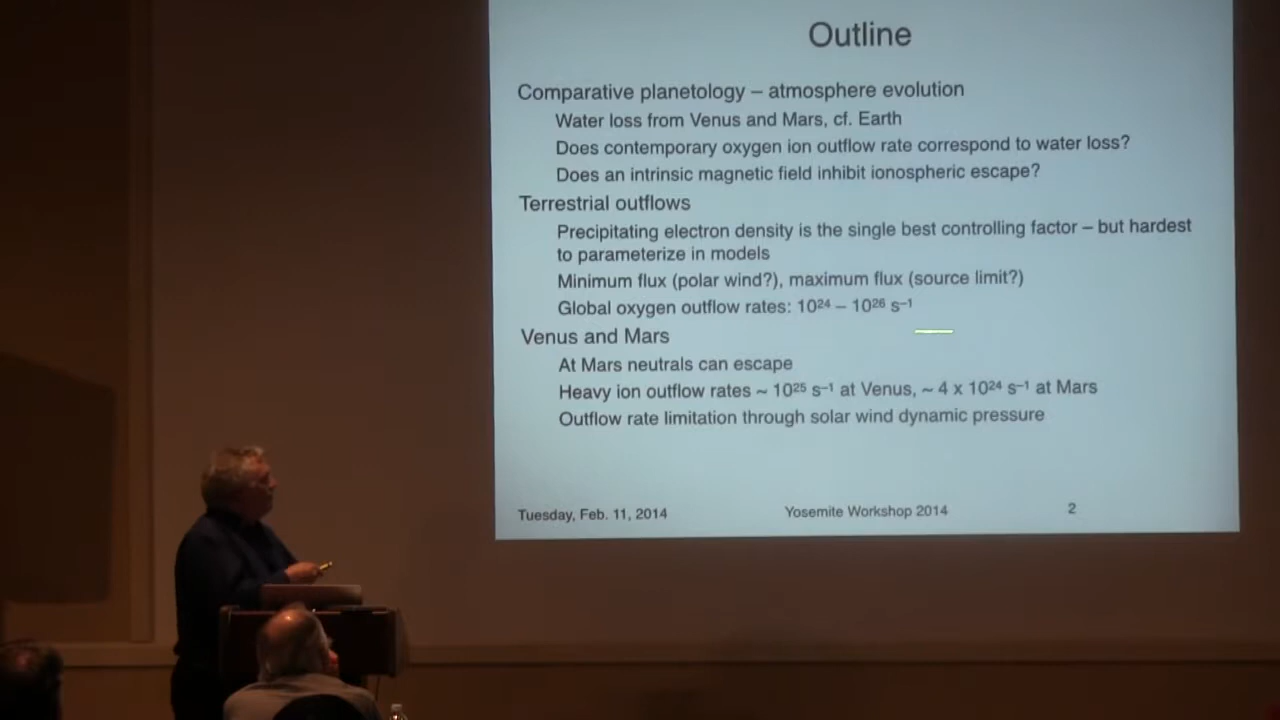 Outline
Comparative planetology – atmosphere evolution
Water loss from Venus and Mars, cf. Earth
Does contemporary oxygen ion outflow rate correspond to water loss?
Does an intrinsic magnetic field inhibit ionospheric escape?
Terrestrial outflows
Precipitating electron density is the single best controlling factor – but hardest
to parameterize in models
Minimum flux (polar wind?), maximum flux (source limit?)
Global oxygen outflow rates: 10²⁴ – 10²⁶ s⁻¹
Venus and Mars
At Mars neutrals can escape
Heavy ion outflow rates ~ 10²⁵ s⁻¹ at Venus, ~ 4 x 10²⁴ s⁻¹ at Mars
Outflow rate limitation through solar wind dynamic pressure
Tuesday, Feb. 11, 2014 Yosemite Workshop 2014 2